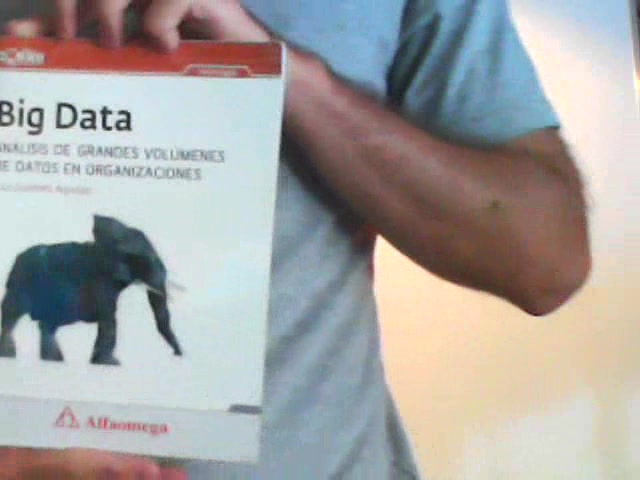 Big Data
ANÁLISIS DE GRANDES VOLÚMENES
DE DATOS EN ORGANIZACIONES
Alfaomega